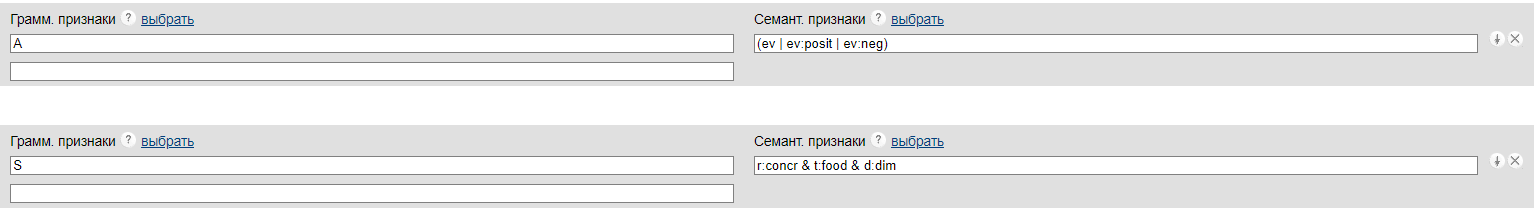 Грамм. признаки ? выбрать Семант. признаки ? выбрать
A (ev | ev:posit | ev:neg)
Грамм. признаки ? выбрать Семант. признаки ? выбрать
S r:concr & t:food & d:dim